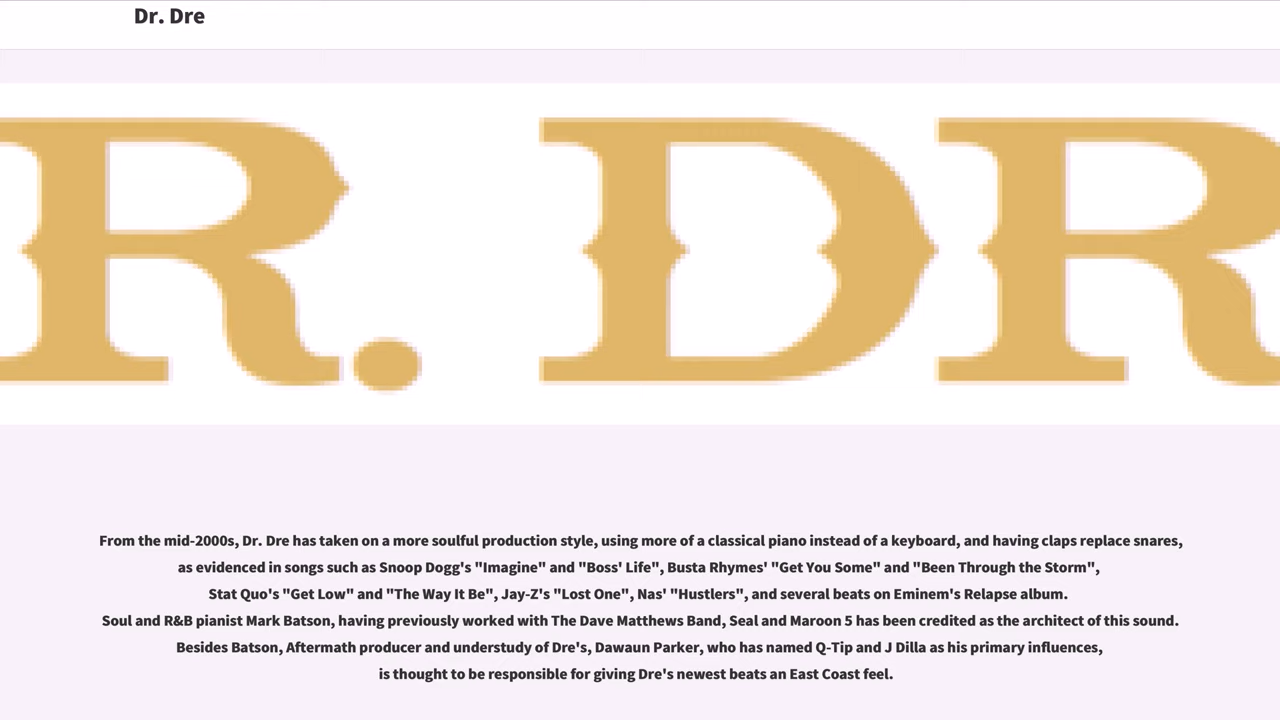 Dr. Dre
R. DR
From the mid-2000s, Dr. Dre has taken on a more soulful production style, using more of a classical piano instead of a keyboard, and having claps replace snares,
as evidenced in songs such as Snoop Dogg's "Imagine" and "Boss' Life", Busta Rhymes' "Get You Some" and "Been Through the Storm",
Stat Quo's "Get Low" and "The Way It Be", Jay-Z's "Lost One", Nas' "Hustlers", and several beats on Eminem's Relapse album.
Soul and R&B pianist Mark Batson, having previously worked with The Dave Matthews Band, Seal and Maroon 5 has been credited as the architect of this sound.
Besides Batson, Aftermath producer and understudy of Dre's, Dawaun Parker, who has named Q-Tip and J Dilla as his primary influences,
is thought to be responsible for giving Dre's newest beats an East Coast feel.